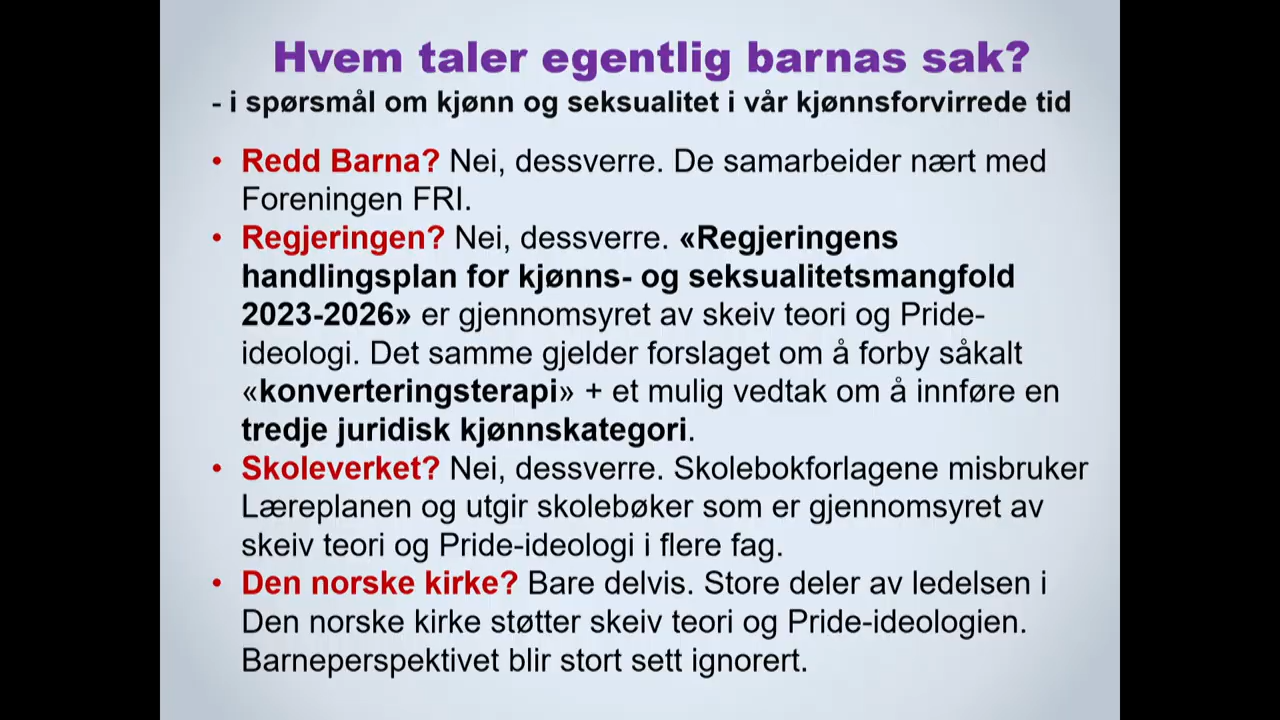 Hvem taler egentlig barnas sak?
- i spørsmål om kjønn og seksualitet i vår kjønnsforvirrede tid
• Redd Barna? Nei, dessverre. De samarbeider nært med
Foreningen FRI.
• Regjeringen? Nei, dessverre. «Regjeringens
handlingsplan for kjønns- og seksualitetsmangfold
2023-2026» er gjennomsyret av skeiv teori og Pride-
ideologi. Det samme gjelder forslaget om å forby såkalt
«konverteringsterapi» + et mulig vedtak om å innføre en
tredje juridisk kjønnskategori.
• Skoleverket? Nei, dessverre. Skolebokforlagene misbruker
Læreplanen og utgir skolebøker som er gjennomsyret av
skeiv teori og Pride-ideologi i flere fag.
• Den norske kirke? Bare delvis. Store deler av ledelsen i
Den norske kirke støtter skeiv teori og Pride-ideologien.
Barneperspektivet blir stort sett ignorert.